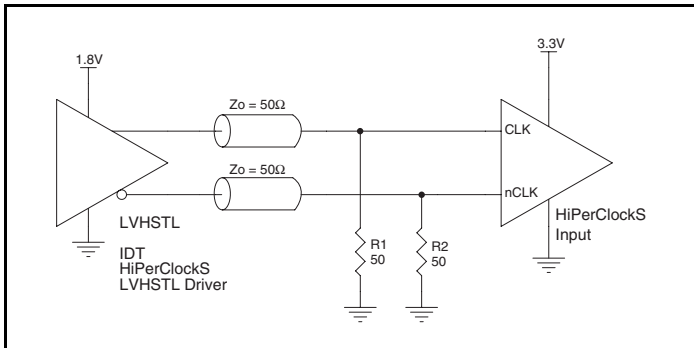 1.8V
3.3V
Zo = 50Ω
CLK
Zo = 50Ω
nCLK
LVHSTL
HiPerClockS
Input
R1
50
R2
50
IDT
HiPerClockS
LVHSTL Driver